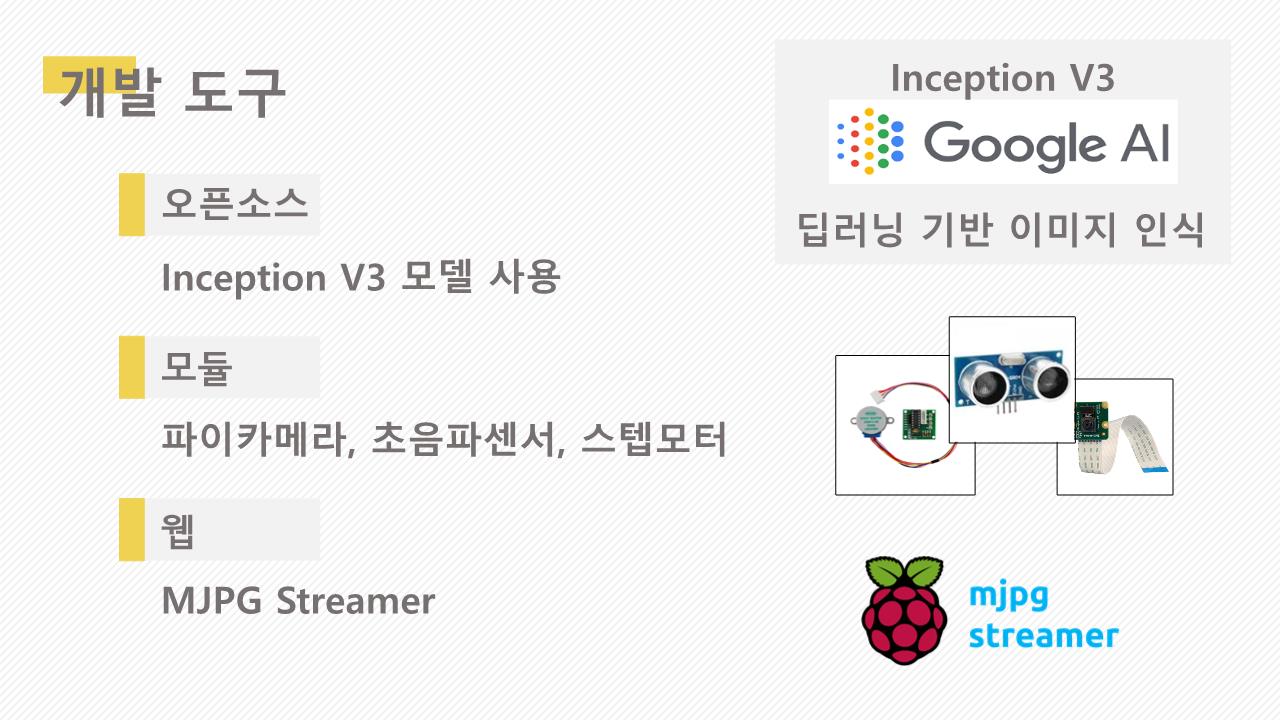 개발 도구
오픈소스
Inception V3 모델 사용
모듈
파이카메라, 초음파센서, 스텝모터
웹
MJPG Streamer
Inception V3
Google AI
딥러닝 기반 이미지 인식
mjpg
streamer